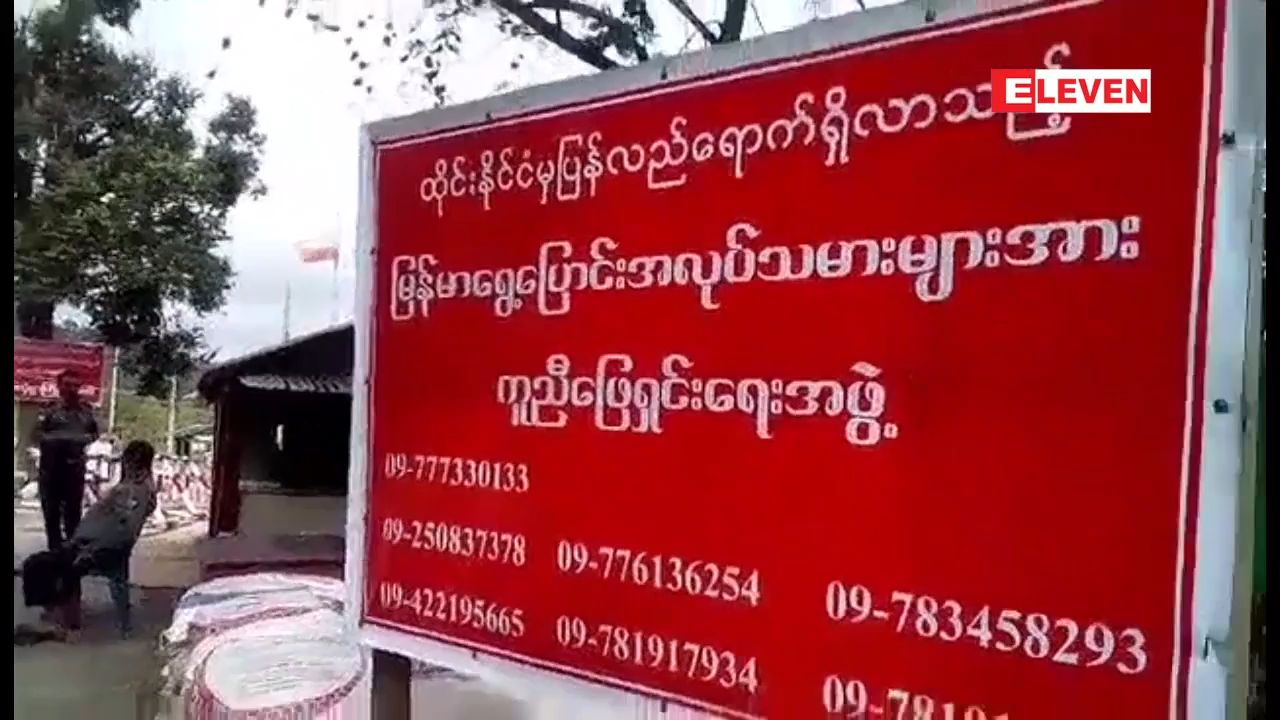 ELEVEN
ထိုင်းနိုင်ငံမှပြန်လည်ရောက်ရှိလာသည့်
မြန်မာရွှေ့ပြောင်းအလုပ်သမားများအား
ကူညီဖြေရှင်းရေးအဖွဲ့
09-777330133
09-250837378 09-776136254 09-783458293
09-422195665 09-781917934